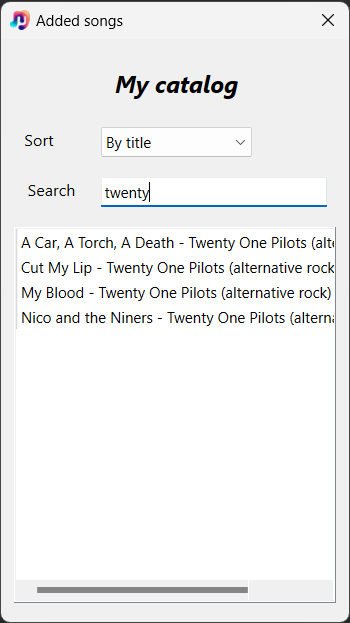 Added songs
My catalog
Sort
By title
Search
twenty
A Car, A Torch, A Death - Twenty One Pilots (alte
Cut My Lip - Twenty One Pilots (alternative rock
My Blood - Twenty One Pilots (alternative rock)
Nico and the Niners - Twenty One Pilots (alterna